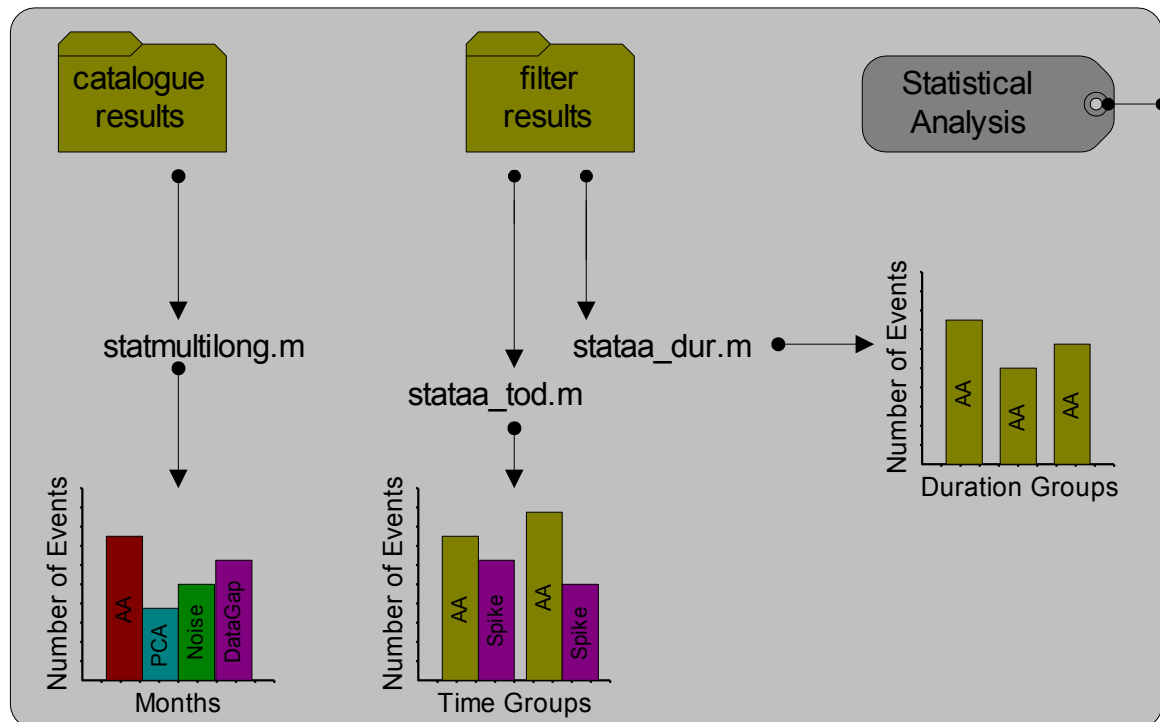 catalogue
results
filter
results
Statistical
Analysis
statmultilong.m
stataa_dur.m
stataa_tod.m
Number of Events
AA
AA
AA
Duration Groups
Number of Events
AA
PCA
Noise
DataGap
Months
Number of Events
AA
Spike
AA
Spike
Time Groups